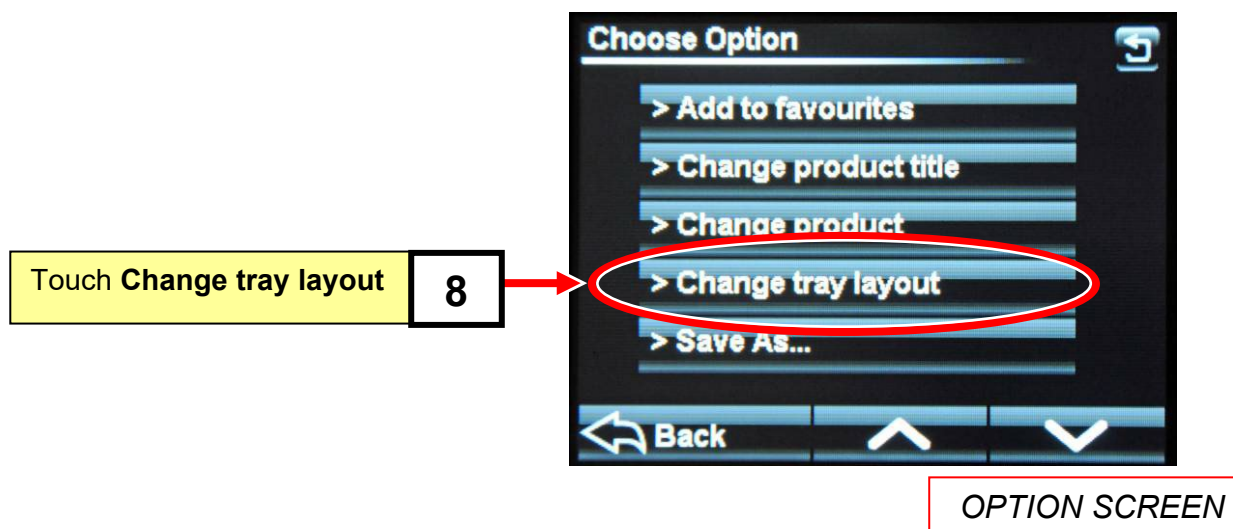 Choose Option
> Add to favourites
> Change product title
> Change product
Touch Change tray layout
8
> Change tray layout
> Save As...
Back
OPTION SCREEN